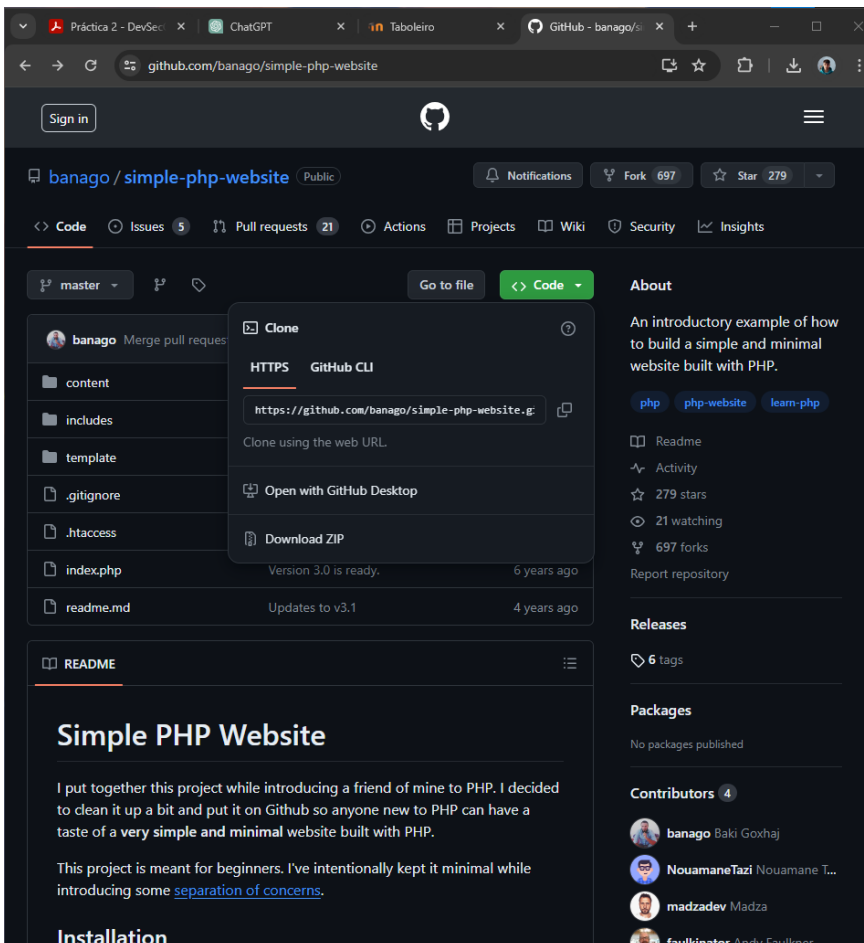 Práctica 2 - DevSec
ChatGPT
Taboleiro
GitHub - banago/si
github.com/banago/simple-php-website
Sign in
banago / simple-php-website Public
Notifications
Fork 697
Star 279
Code
Issues 5
Pull requests 21
Actions
Projects
Wiki
Security
Insights
master
Go to file
Code
banago Merge pull reques
content
includes
template
.gitignore
.htaccess
index.php Version 3.0 is ready. 6 years ago
readme.md Updates to v3.1 4 years ago
Clone
HTTPS GitHub CLI
https://github.com/banago/simple-php-website.gi
Clone using the web URL.
Open with GitHub Desktop
Download ZIP
README
Simple PHP Website
I put together this project while introducing a friend of mine to PHP. I decided
to clean it up a bit and put it on Github so anyone new to PHP can have a
taste of a very simple and minimal website built with PHP.
This project is meant for beginners. I've intentionally kept it minimal while
introducing some separation of concerns.
Installation
About
An introductory example of how
to build a simple and minimal
website built with PHP.
php php-website learn-php
Readme
Activity
279 stars
21 watching
697 forks
Report repository
Releases
6 tags
Packages
No packages published
Contributors 4
banago Baki Goxhaj
NouamaneTazi Nouamane T...
madzadev Madza
faulkinator Andy Faulkner